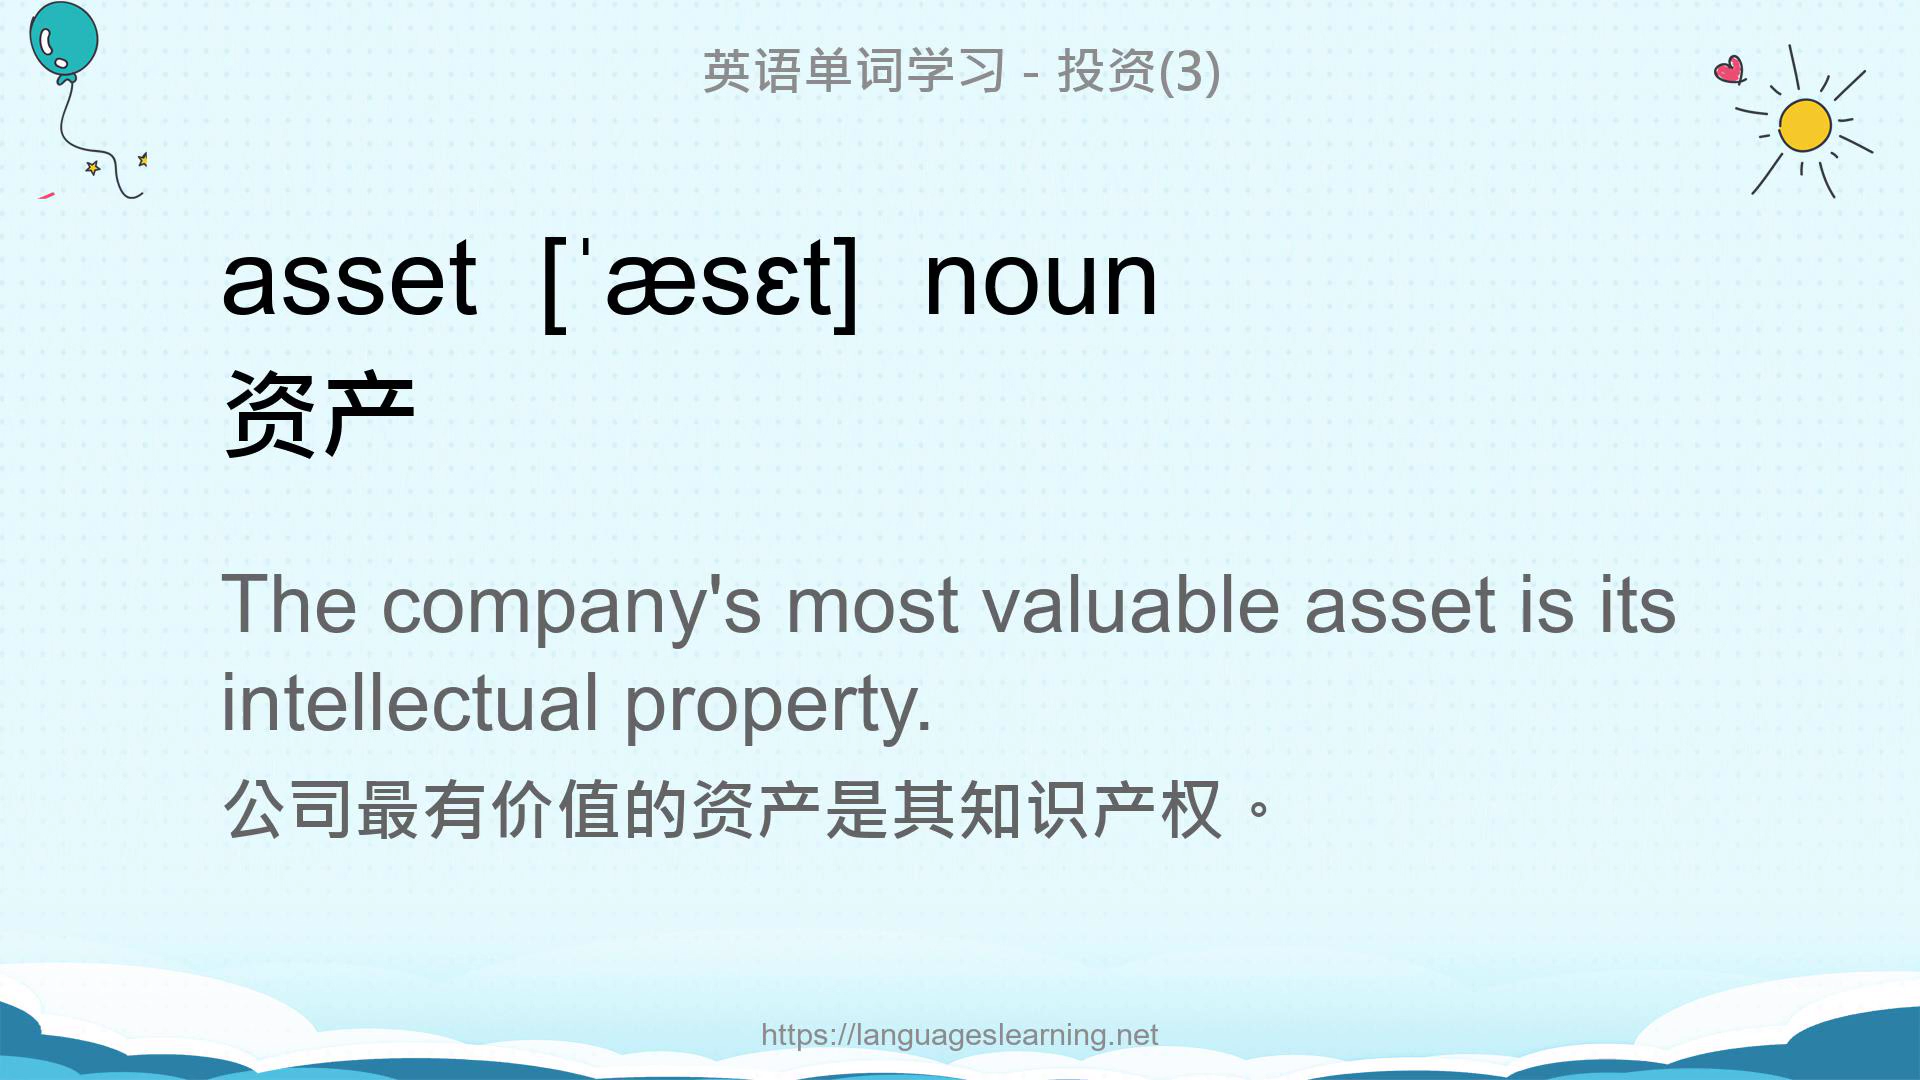 英语单词学习 - 投资(3)
asset [ˈæsɛt] noun
资产
The company's most valuable asset is its
intellectual property.
公司最有价值的资产是其知识产权。
https://languageslearning.net